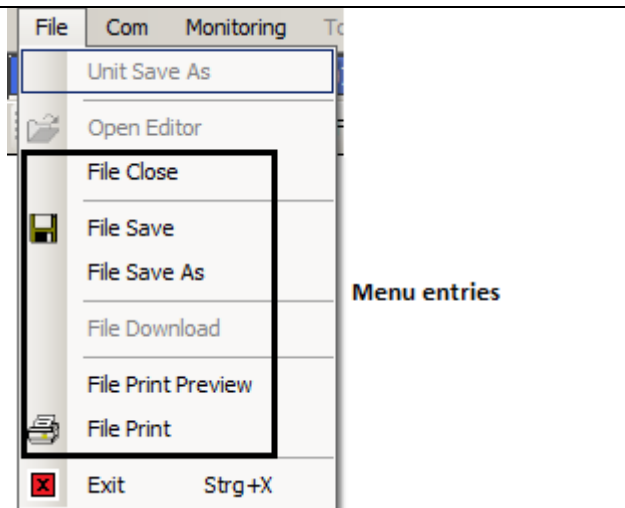 File Com Monitoring
Unit Save As
Open Editor
File Close
File Save
File Save As
Menu entries
File Download
File Print Preview
File Print
Exit Strg+X